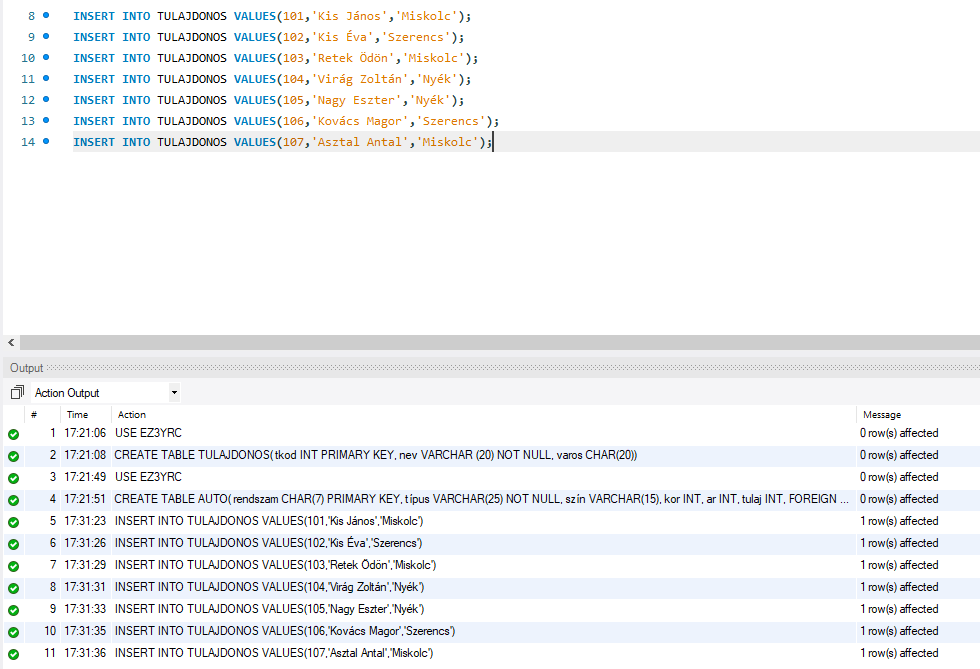 8 INSERT INTO TULAJDONOS VALUES(101,'Kis János','Miskolc');
9 INSERT INTO TULAJDONOS VALUES(102,'Kis Éva','Szerencs');
10 INSERT INTO TULAJDONOS VALUES(103,'Retek Ödön','Miskolc');
11 INSERT INTO TULAJDONOS VALUES(104,'Virág Zoltán','Nyék');
12 INSERT INTO TULAJDONOS VALUES(105,'Nagy Eszter','Nyék');
13 INSERT INTO TULAJDONOS VALUES(106,'Kovács Magor','Szerencs');
14 INSERT INTO TULAJDONOS VALUES(107,'Asztal Antal','Miskolc');
Output
Action Output
# Time Action Message
1 17:21:06 USE EZ3YRC 0 row(s) affected
2 17:21:08 CREATE TABLE TULAJDONOS( tkod INT PRIMARY KEY, nev VARCHAR (20) NOT NULL, varos CHAR(20)) 0 row(s) affected
3 17:21:49 USE EZ3YRC 0 row(s) affected
4 17:21:51 CREATE TABLE AUTO( rendszam CHAR(7) PRIMARY KEY, típus VARCHAR(25) NOT NULL, szín VARCHAR(15), kor INT, ar INT, tulaj INT, FOREIGN ... 0 row(s) affected
5 17:31:23 INSERT INTO TULAJDONOS VALUES(101,'Kis János','Miskolc') 1 row(s) affected
6 17:31:26 INSERT INTO TULAJDONOS VALUES(102,'Kis Éva','Szerencs') 1 row(s) affected
7 17:31:29 INSERT INTO TULAJDONOS VALUES(103,'Retek Ödön','Miskolc') 1 row(s) affected
8 17:31:31 INSERT INTO TULAJDONOS VALUES(104,'Virág Zoltán','Nyék') 1 row(s) affected
9 17:31:33 INSERT INTO TULAJDONOS VALUES(105,'Nagy Eszter','Nyék') 1 row(s) affected
10 17:31:35 INSERT INTO TULAJDONOS VALUES(106,'Kovács Magor','Szerencs') 1 row(s) affected
11 17:31:36 INSERT INTO TULAJDONOS VALUES(107,'Asztal Antal','Miskolc') 1 row(s) affected